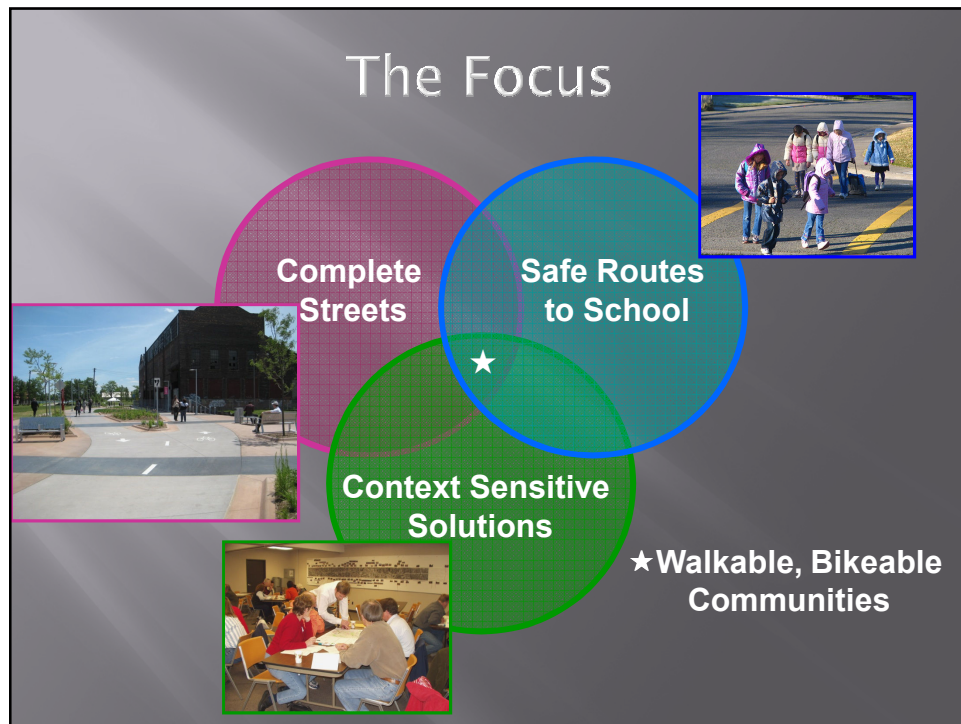 The Focus
Complete
Streets
Safe Routes
to School
★
Context Sensitive
Solutions
★Walkable, Bikeable
Communities